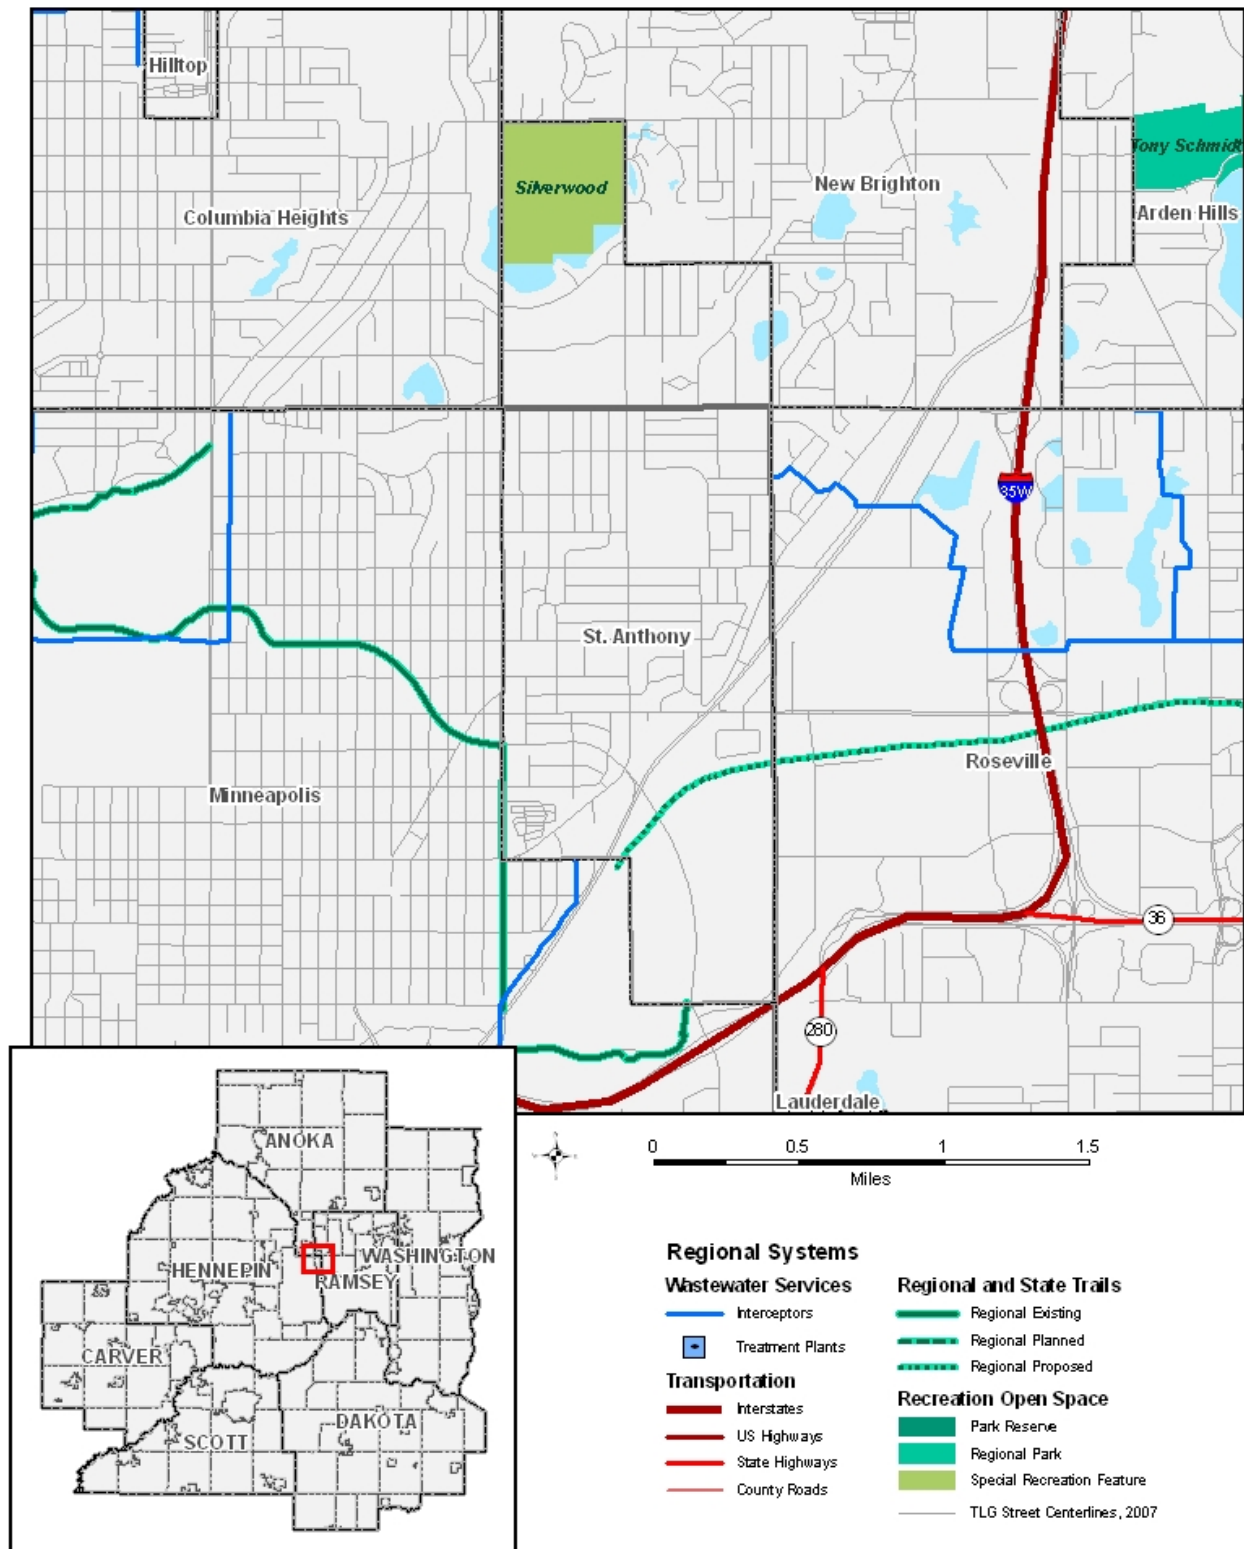 Hilltop
Silverwood
New Brighton
Tony Schmidt
Columbia Heights
Arden Hills
35W
St. Anthony
Roseville
Minneapolis
36
280
Lauderdale
ANOKA
WASHINGTON
HENNEPIN
RAMSEY
CARVER
DAKOTA
SCOTT
0 0.5 1 1.5
Miles
Regional Systems
Wastewater Services
Interceptors
Treatment Plants
Transportation
Interstates
US Highways
State Highways
County Roads
Regional and State Trails
Regional Existing
Regional Planned
Regional Proposed
Recreation Open Space
Park Reserve
Regional Park
Special Recreation Feature
TLG Street Centerlines, 2007